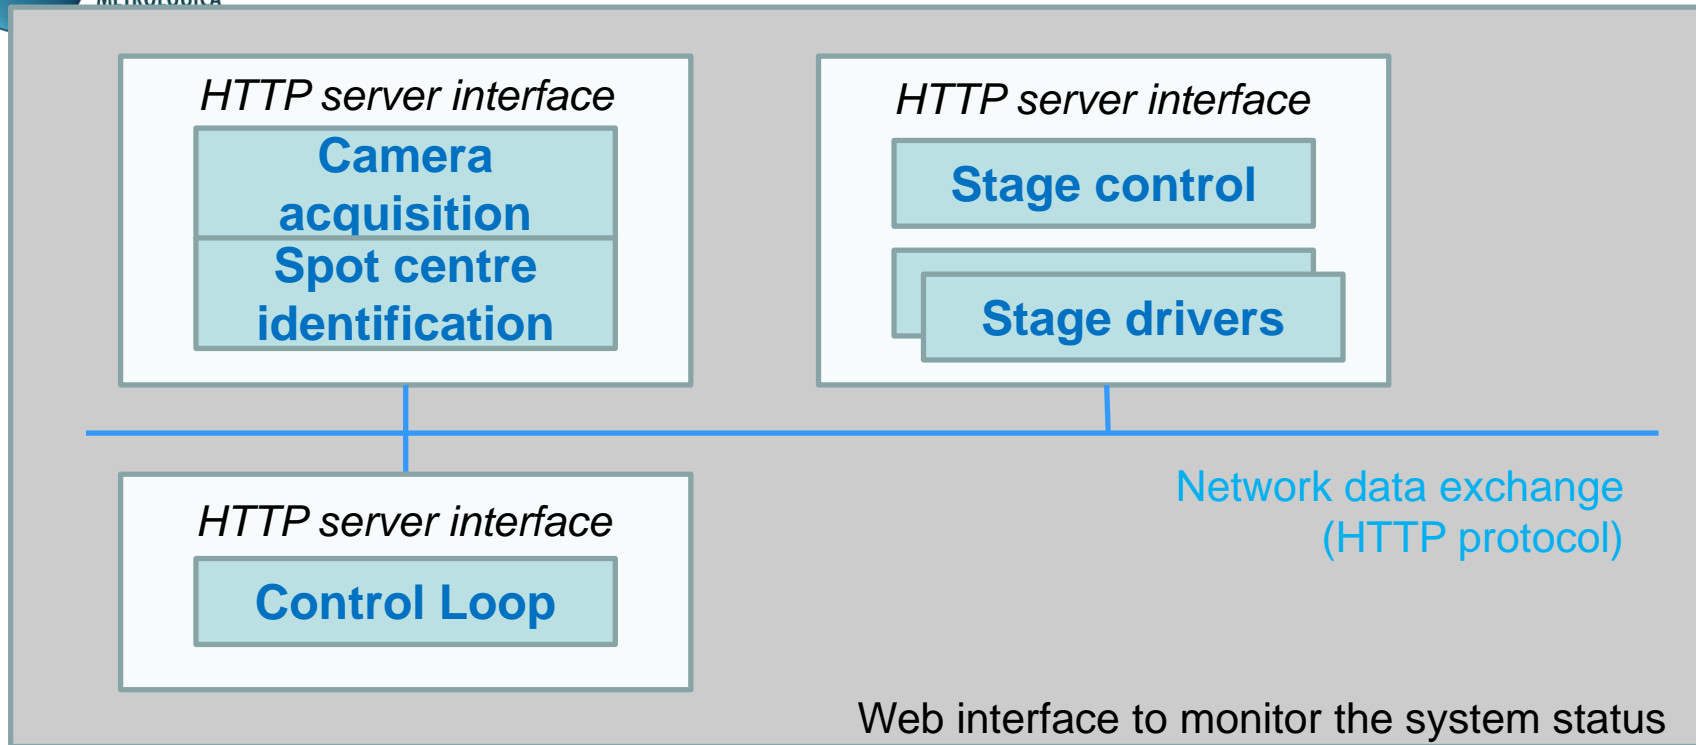 METROLOGICA
HTTP server interface
Camera
acquisition
Spot centre
identification
HTTP server interface
Stage control
Stage drivers
Network data exchange
(HTTP protocol)
HTTP server interface
Control Loop
Web interface to monitor the system status